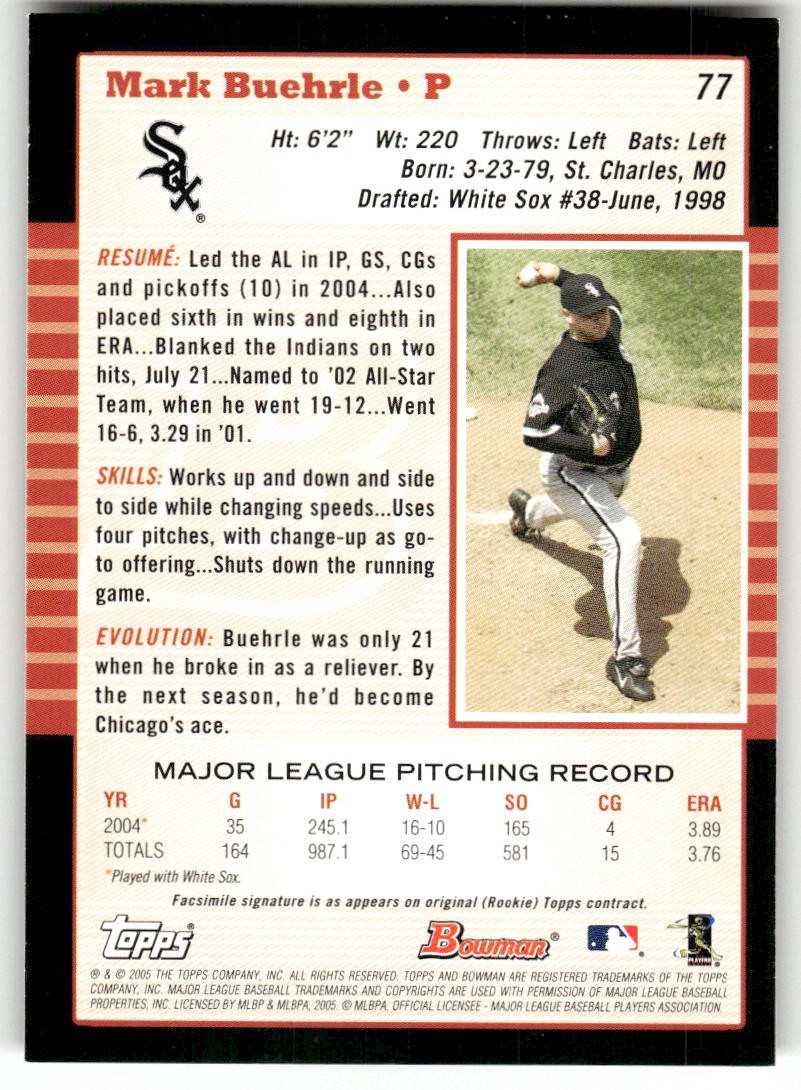 Mark Buehrle • P 77
Sox®
Ht: 6'2" Wt: 220 Throws: Left Bats: Left
Born: 3-23-79, St. Charles, MO
Drafted: White Sox #38-June, 1998
RESUMÉ: Led the AL in IP, GS, CGs
and pickoffs (10) in 2004...Also
placed sixth in wins and eighth in
ERA...Blanked the Indians on two
hits, July 21...Named to '02 All-Star
Team, when he went 19-12...Went
16-6, 3.29 in '01.
SKILLS: Works up and down and side
to side while changing speeds...Uses
four pitches, with change-up as go-
to offering...Shuts down the running
game.
EVOLUTION: Buehrle was only 21
when he broke in as a reliever. By
the next season, he'd become
Chicago's ace.
Sox
MAJOR LEAGUE PITCHING RECORD
YR G IP W-L SO CG ERA
2004* 35 245.1 16-10 165 4 3.89
TOTALS 164 987.1 69-45 581 15 3.76
*Played with White Sox.
Facsimile signature is as appears on original (Rookie) Topps contract.
Topps® Bowman® ® PLAYERS
® & © 2005 THE TOPPS COMPANY, INC. ALL RIGHTS RESERVED. TOPPS AND BOWMAN ARE REGISTERED TRADEMARKS OF THE TOPPS
COMPANY, INC. MAJOR LEAGUE BASEBALL TRADEMARKS AND COPYRIGHTS ARE USED WITH PERMISSION OF MAJOR LEAGUE BASEBALL
PROPERTIES, INC. LICENSED BY MLBP & MLBPA, 2005. © MLBPA. OFFICIAL LICENSEE - MAJOR LEAGUE BASEBALL PLAYERS ASSOCIATION.